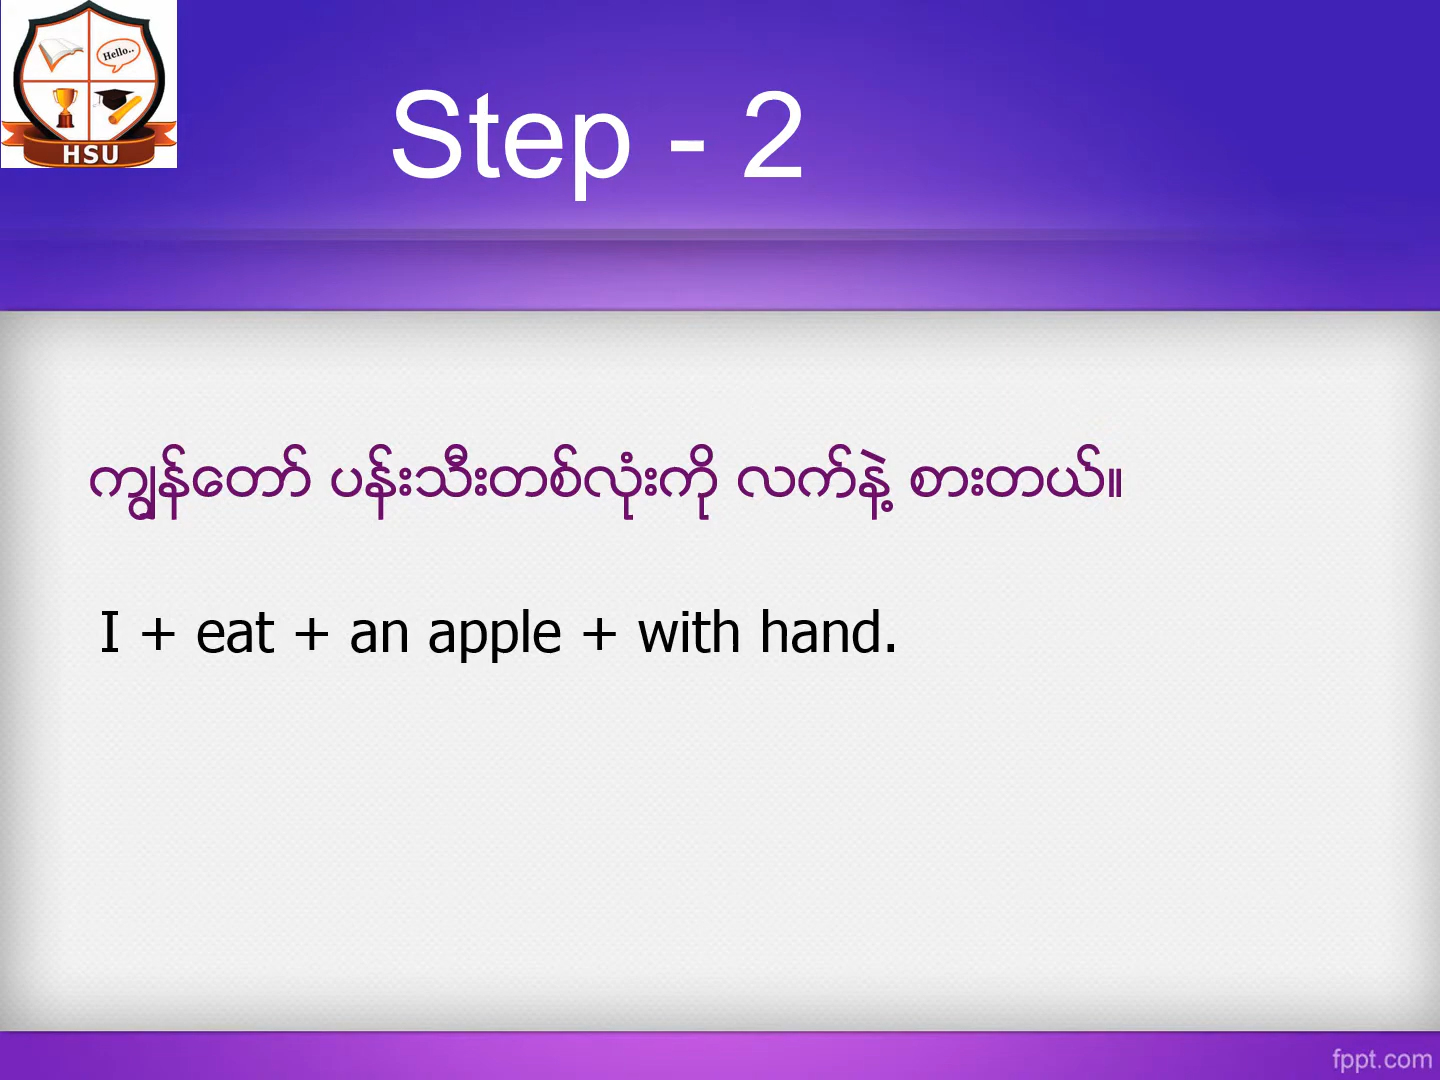 Hello..
HSU
Step - 2
ကျွန်တော် ပန်းသီးတစ်လုံးကို လက်နဲ့ စားတယ်။
I + eat + an apple + with hand.
fppt.com